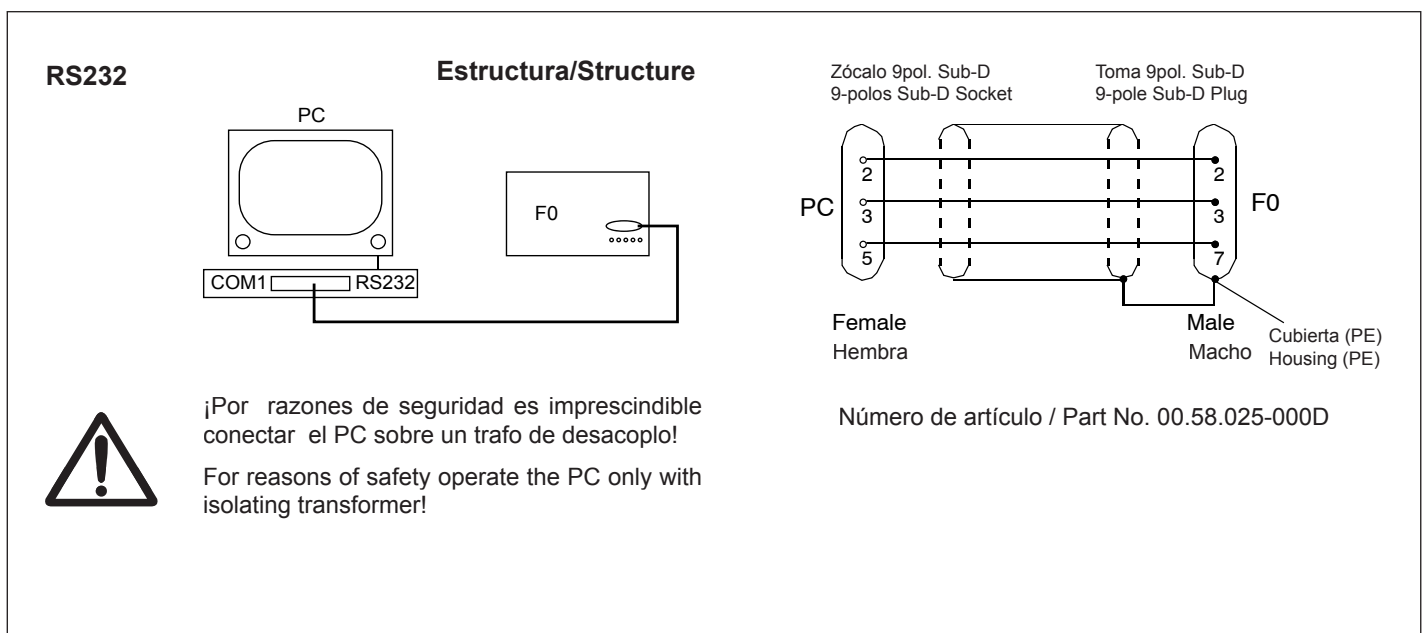 RS232
Estructura/Structure
PC
F0
COM1
RS232
¡Por razones de seguridad es imprescindible
conectar el PC sobre un trafo de desacoplo!
For reasons of safety operate the PC only with
isolating transformer!
Zócalo 9pol. Sub-D
9-polos Sub-D Socket
Toma 9pol. Sub-D
9-pole Sub-D Plug
2
2
PC
3
3
F0
5
7
Female
Hembra
Male
Macho
Cubierta (PE)
Housing (PE)
Número de artículo / Part No. 00.58.025-000D